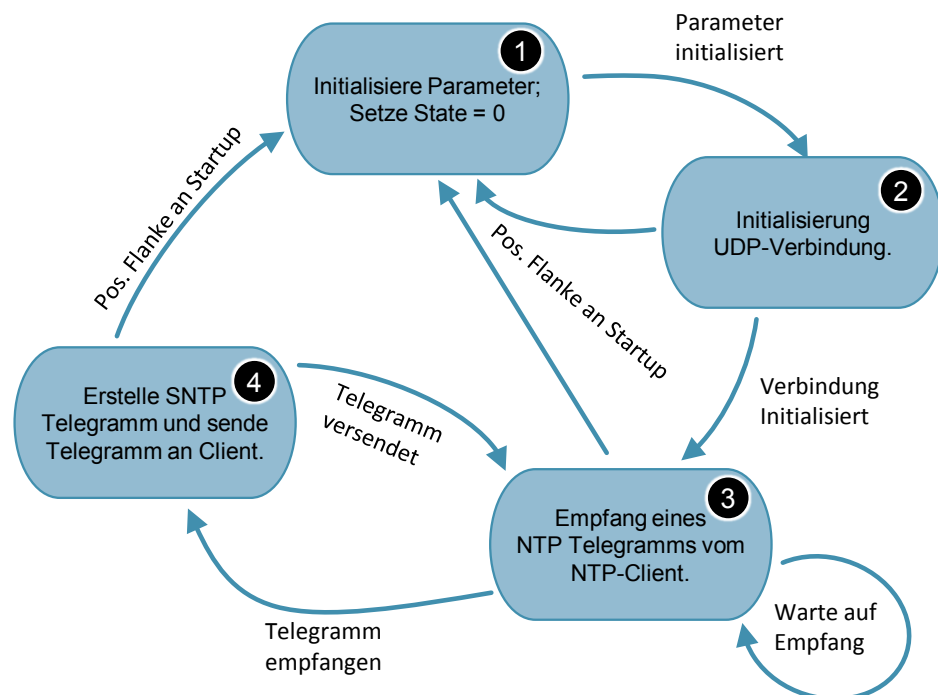 1
Initialisiere Parameter;
Setze State = 0
Parameter
initialisiert
2
Initialisierung
UDP-Verbindung.
Pos. Flanke an Startup
Pos. Flanke an Startup
Verbindung
Initialisiert
4
Erstelle SNTP
Telegramm und sende
Telegramm an Client.
Telegramm
versendet
3
Empfang eines
NTP Telegramms vom
NTP-Client.
Telegramm
empfangen
Warte auf
Empfang